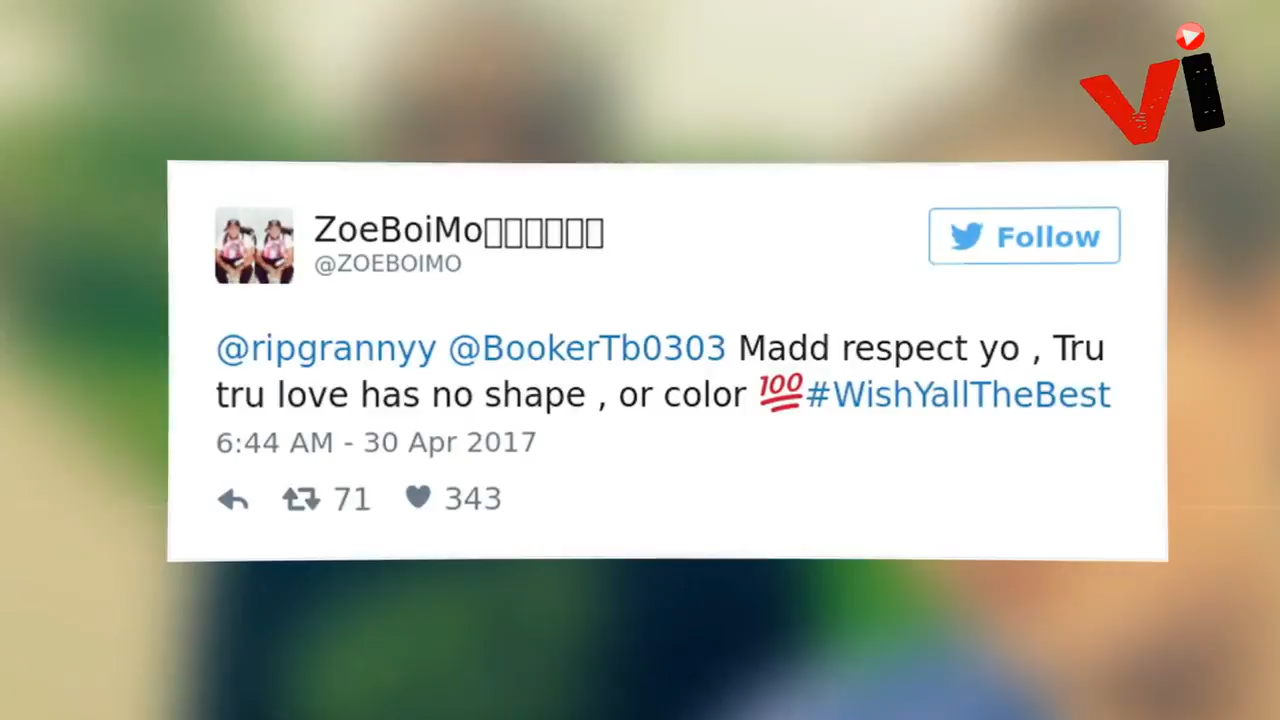 vi
ZoeBoiMo□□□□□□
@ZOEBOIMO
Follow
@ripgrannyy @BookerTb0303 Madd respect yo , Tru
tru love has no shape , or color 💯#WishYallTheBest
6:44 AM - 30 Apr 2017
71 343